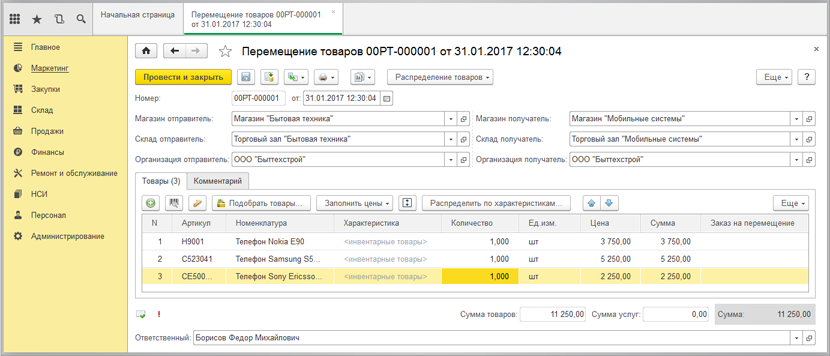 Начальная страница
Перемещение товаров 00РТ-000001 ×
от 31.01.2017 12:30:04
Главное
Маркетинг
Закупки
Склад
Продажи
Финансы
Ремонт и обслуживание
НСИ
Персонал
Администрирование
Перемещение товаров 00РТ-000001 от 31.01.2017 12:30:04 ×
Провести и закрыть Распределение товаров Еще ?
Номер: 00РТ-000001 от: 31.01.2017 12:30:04
Магазин отправитель: Магазин "Бытовая техника" Магазин получатель: Магазин "Мобильные системы"
Склад отправитель: Торговый зал "Бытовая техника" Склад получатель: Торговый зал "Мобильные системы"
Организация отправитель: ООО "Быттехстрой" Организация получатель: ООО "Быттехстрой"
Товары (3) Комментарий
Подобрать товары... Заполнить цены Распределить по характеристикам... Еще
N Артикул Номенклатура Характеристика Количество Ед.изм. Цена Сумма Заказ на перемещение
1 H9001 Телефон Nokia E90 <инвентарные товары> 1,000 шт 3 750,00 3 750,00
2 C523041 Телефон Samsung S5... <инвентарные товары> 1,000 шт 5 250,00 5 250,00
3 CE500... Телефон Sony Ericsso... <инвентарные товары> 1,000 шт 2 250,00 2 250,00
! Сумма товаров: 11 250,00 Сумма услуг: 0,00 Сумма: 11 250,00
Ответственный: Борисов Федор Михайлович